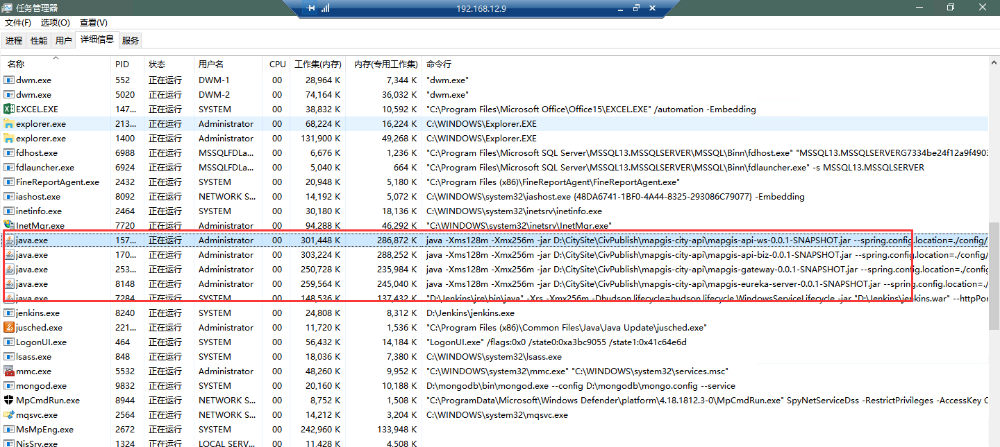 任务管理器
192.168.12.9
文件(F) 选项(O) 查看(V)
进程 性能 用户 详细信息 服务
名称 PID 状态 用户名 CPU 工作集(内存) 内存(专用工作集) 命令行
dwm.exe 552 正在运行 DWM-1 00 28,964 K 7,344 K "dwm.exe"
dwm.exe 5020 正在运行 DWM-2 00 74,164 K 36,032 K "dwm.exe"
EXCEL.EXE 147... 正在运行 SYSTEM 00 38,832 K 10,592 K "C:\Program Files\Microsoft Office\Office15\EXCEL.EXE" /automation -Embedding
explorer.exe 213... 正在运行 Administrator 00 68,224 K 16,224 K C:\WINDOWS\Explorer.EXE
explorer.exe 1400 正在运行 Administrator 00 131,900 K 49,268 K C:\WINDOWS\Explorer.EXE
fdhost.exe 6988 正在运行 MSSQLFDLa... 00 6,676 K 1,236 K "C:\Program Files\Microsoft SQL Server\MSSQL13.MSSQLSERVER\MSSQL\Binn\fdhost.exe" "MSSQL13.MSSQLSERVERG7334be24f12a9f4903
fdlauncher.exe 6924 正在运行 MSSQLFDLa... 00 5,040 K 664 K "C:\Program Files\Microsoft SQL Server\MSSQL13.MSSQLSERVER\MSSQL\Binn\fdlauncher.exe" -s MSSQL13.MSSQLSERVER
FineReportAgent.exe 2432 正在运行 SYSTEM 00 20,948 K 5,180 K "C:\Program Files (x86)\FineReportAgent\FineReportAgent.exe"
iashost.exe 8092 正在运行 NETWORK S... 00 14,192 K 5,072 K C:\WINDOWS\system32\iashost.exe {48DA6741-1BF0-4A44-8325-293086C79077} -Embedding
inetinfo.exe 2464 正在运行 SYSTEM 00 30,180 K 18,136 K C:\WINDOWS\system32\inetsrv\inetinfo.exe
InetMgr.exe 7720 正在运行 Administrator 00 94,288 K 46,292 K "C:\WINDOWS\system32\inetsrv\InetMgr.exe"
java.exe 157... 正在运行 Administrator 00 301,448 K 286,872 K java -Xms128m -Xmx256m -jar D:\CitySite\CivPublish\mapgis-city-api\mapgis-api-ws-0.0.1-SNAPSHOT.jar --spring.config.location=./config/
java.exe 170... 正在运行 Administrator 00 303,224 K 288,252 K java -Xms128m -Xmx256m -jar D:\CitySite\CivPublish\mapgis-city-api\mapgis-api-biz-0.0.1-SNAPSHOT.jar --spring.config.location=./config/
java.exe 253... 正在运行 Administrator 00 250,728 K 235,984 K java -Xms128m -Xmx256m -jar D:\CitySite\CivPublish\mapgis-city-api\mapgis-gateway-0.0.1-SNAPSHOT.jar --spring.config.location=./config
java.exe 8148 正在运行 Administrator 00 259,564 K 245,040 K java -Xms128m -Xmx256m -jar D:\CitySite\CivPublish\mapgis-city-api\mapgis-eureka-server-0.0.1-SNAPSHOT.jar --spring.config.location=./
java.exe 7284 正在运行 SYSTEM 00 148,536 K 137,432 K "D:\Jenkins\jre\bin\java" -Xrs -Xmx256m -Dhudson.lifecycle=hudson.lifecycle.WindowsServiceLifecycle -jar "D:\Jenkins\jenkins.war" --httpPor
jenkins.exe 8240 正在运行 SYSTEM 00 24,808 K 8,312 K D:\Jenkins\jenkins.exe
jusched.exe 221... 正在运行 Administrator 00 11,720 K 1,536 K "C:\Program Files (x86)\Common Files\Java\Java Update\jusched.exe"
LogonUI.exe 464 正在运行 SYSTEM 00 56,432 K 14,184 K "LogonUI.exe" /flags:0x0 /state0:0xa3bc9055 /state1:0x41c64e6d
lsass.exe 848 正在运行 SYSTEM 00 18,036 K 7,380 K C:\WINDOWS\system32\lsass.exe
mmc.exe 5532 正在运行 Administrator 00 48,260 K 9,952 K "C:\WINDOWS\system32\mmc.exe" "C:\WINDOWS\system32\services.msc"
mongod.exe 9832 正在运行 SYSTEM 00 20,160 K 10,188 K D:\mongodb\bin\mongod.exe --config D:\mongodb\mongo.config --service
MpCmdRun.exe 8944 正在运行 NETWORK S... 00 8,752 K 1,508 K "C:\ProgramData\Microsoft\Windows Defender\platform\4.18.1812.3-0\MpCmdRun.exe" SpyNetServiceDss -RestrictPrivileges -AccessKey C
mqsvc.exe 2564 正在运行 NETWORK S... 00 14,212 K 3,204 K C:\WINDOWS\system32\mqsvc.exe
MsMpEng.exe 2672 正在运行 SYSTEM 00 242,960 K 133,948 K
NisSrv.exe 1324 正在运行 LOCAL SERV... 00 11,428 K 4,508 K